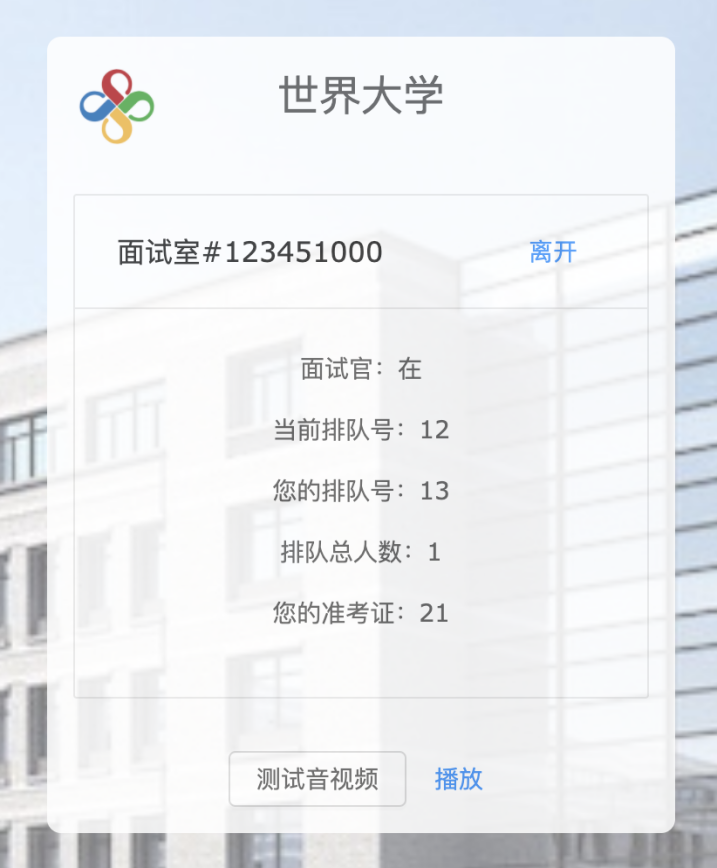 世界大学
面试室#123451000 离开
面试官：在
当前排队号：12
您的排队号：13
排队总人数：1
您的准考证：21
测试音视频 播放